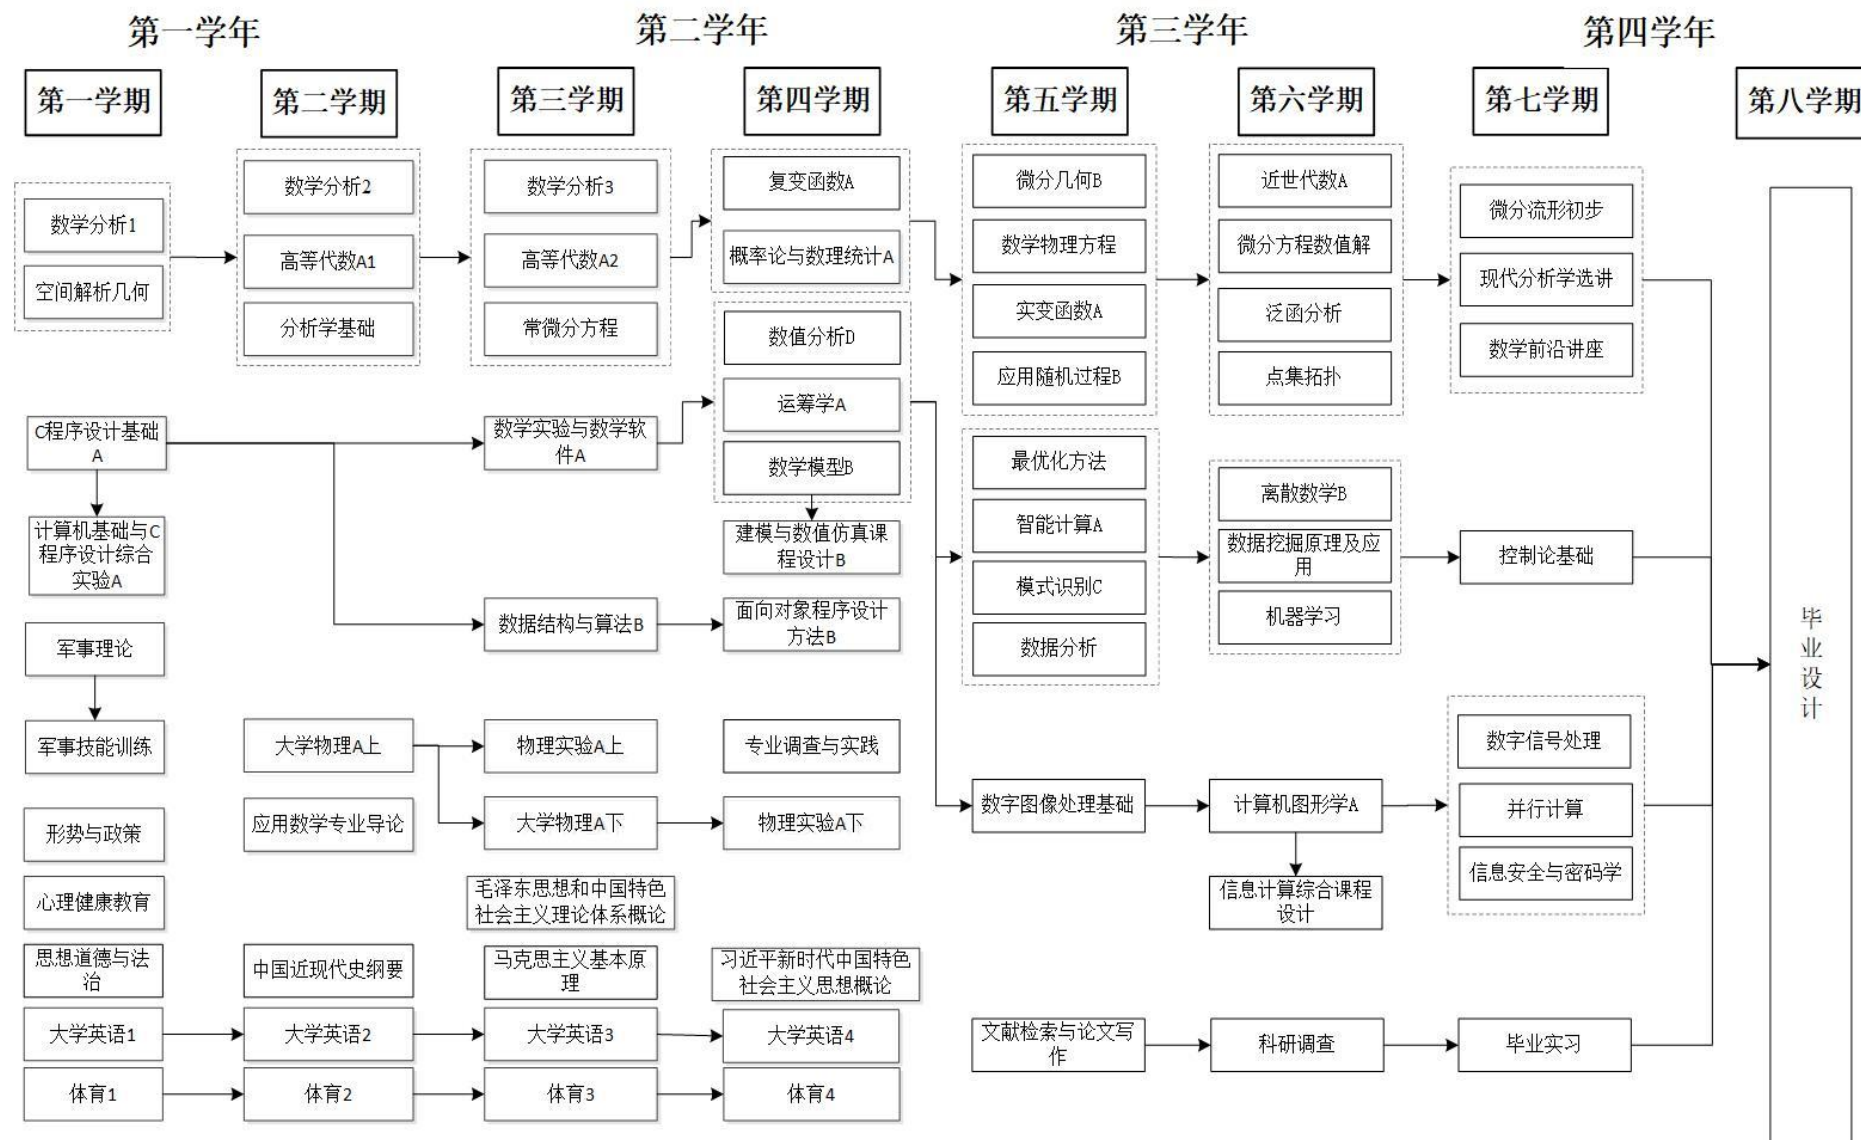 第一学年
第二学年
第三学年
第四学年
第一学期
第二学期
第三学期
第四学期
第五学期
第六学期
第七学期
第八学期
数学分析1
空间解析几何
C程序设计基础
A
计算机基础与C
程序设计综合
实验A
军事理论
军事技能训练
形势与政策
心理健康教育
思想道德与法
治
大学英语1
体育1
数学分析2
高等代数A1
分析学基础
大学物理A上
应用数学专业导论
中国近现代史纲要
大学英语2
体育2
数学分析3
高等代数A2
常微分方程
数学实验与数学软
件A
数据结构与算法B
物理实验A上
大学物理A下
毛泽东思想和中国特色
社会主义理论体系概论
马克思主义基本原
理
大学英语3
体育3
复变函数A
概率论与数理统计A
数值分析D
运筹学A
数学模型B
建模与数值仿真课
程设计B
面向对象程序设计
方法B
专业调查与实践
物理实验A下
习近平新时代中国特色
社会主义思想概论
大学英语4
体育4
微分几何B
数学物理方程
实变函数A
应用随机过程B
最优化方法
智能计算A
模式识别C
数据分析
数字图像处理基础
文献检索与论文写
作
近世代数A
微分方程数值解
泛函分析
点集拓扑
离散数学B
数据挖掘原理及应
用
机器学习
计算机图形学A
信息计算综合课程
设计
科研调查
微分流形初步
现代分析学选讲
数学前沿讲座
控制论基础
数字信号处理
并行计算
信息安全与密码学
毕业实习
毕
业
设
计